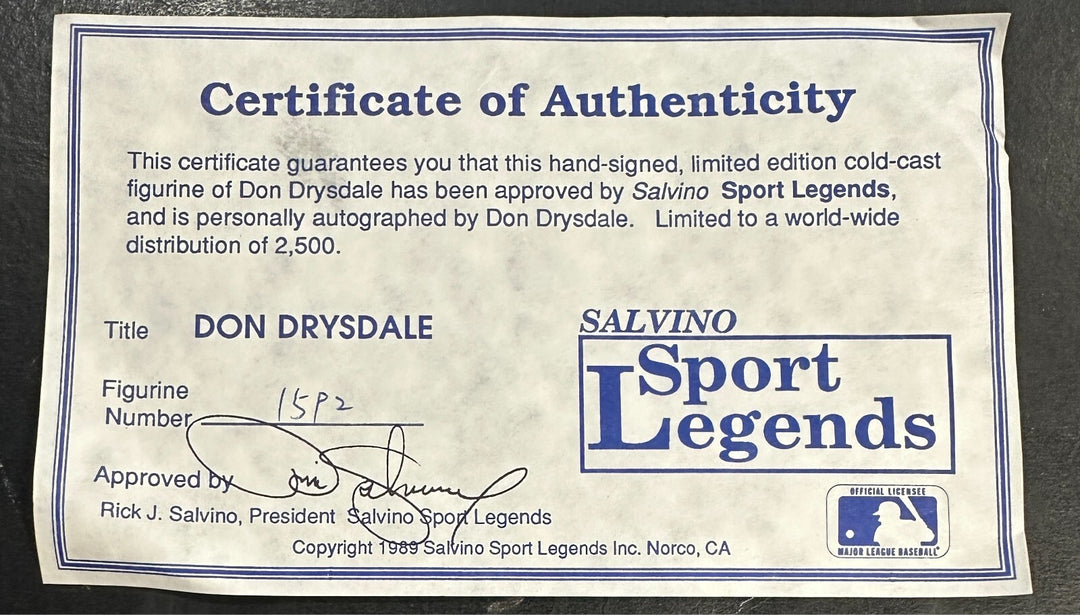 Certificate of Authenticity
This certificate guarantees you that this hand-signed, limited edition cold-cast
figurine of Don Drysdale has been approved by Salvino Sport Legends,
and is personally autographed by Don Drysdale. Limited to a world-wide
distribution of 2,500.
Title DON DRYSDALE
SALVINO
Sport
Legends
Figurine
Number 15P2
Approved by
Rick J. Salvino, President Salvino Sport Legends
Copyright 1989 Salvino Sport Legends Inc. Norco, CA
OFFICIAL LICENSEE
MAJOR LEAGUE BASEBALL